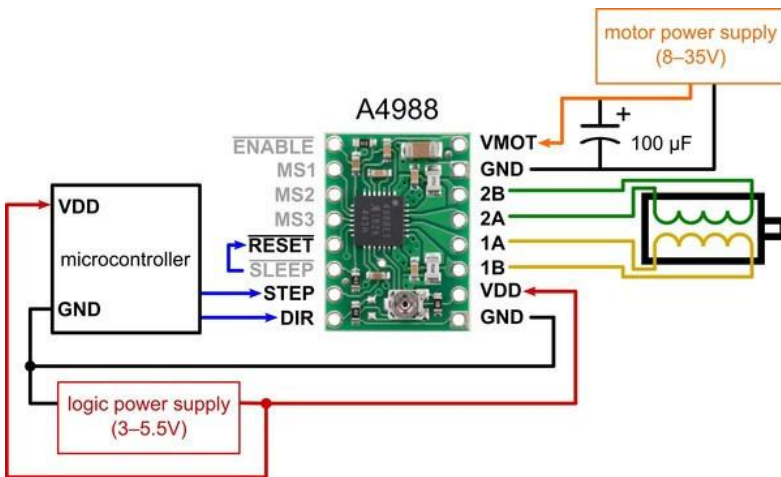 motor power supply
(8–35V)
A4988
ENABLE
MS1
MS2
MS3
RESET
SLEEP
STEP
DIR
VMOT
GND
2B
2A
1A
1B
VDD
GND
+
100 µF
VDD
microcontroller
GND
logic power supply
(3–5.5V)